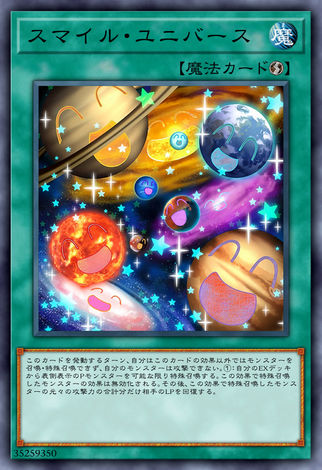 スマイル・ユニバース
魔
【魔法カード】
このカードを発動するターン、自分はこのカードの効果以外ではモンスターを
召喚・特殊召喚できず、自分のモンスターは攻撃できない。①：自分のEXデッキ
から表側表示のPモンスターを可能な限り特殊召喚する。この効果で特殊召喚
したモンスターの効果は無効化される。その後、この効果で特殊召喚したモンス
ターの元々の攻撃力の合計分だけ相手のLPを回復する。
35259350